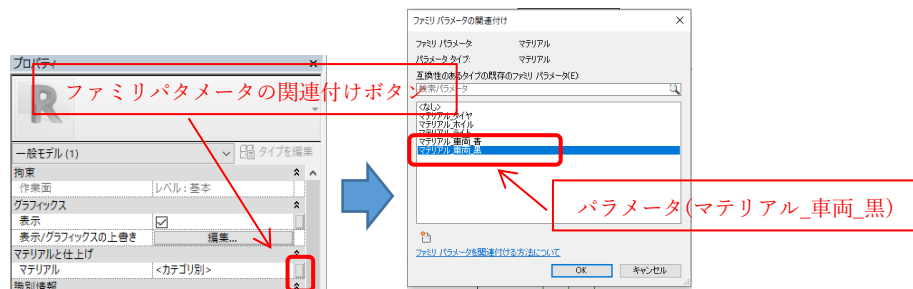 プロパティ
ファミリパタメータの関連付けボタン
一般モデル (1)
タイプを編集
拘束
作業面
レベル : 基本
グラフィックス
表示
表示/グラフィックスの上書き
編集...
マテリアルと仕上げ
マテリアル
<カテゴリ別>
識別情報
ファミリ パラメータの関連付け
ファミリ パラメータ:
マテリアル
パラメータ タイプ:
マテリアル
互換性のあるタイプの既存のファミリ パラメータ(E):
検索パラメータ
<なし>
マテリアル_タイヤ
マテリアル_ホイル
マテリアル_ライト
マテリアル_車両_青
マテリアル_車両_黒
パラメータ(マテリアル_車両_黒)
ファミリ パラメータを関連付ける方法について
OK
キャンセル